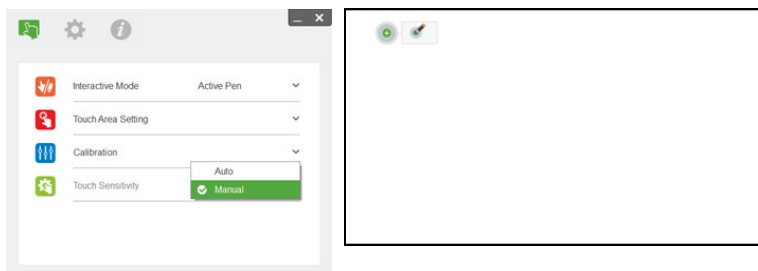 Interactive Mode Active Pen
Touch Area Setting
Calibration
Auto
Touch Sensitivity
Manual